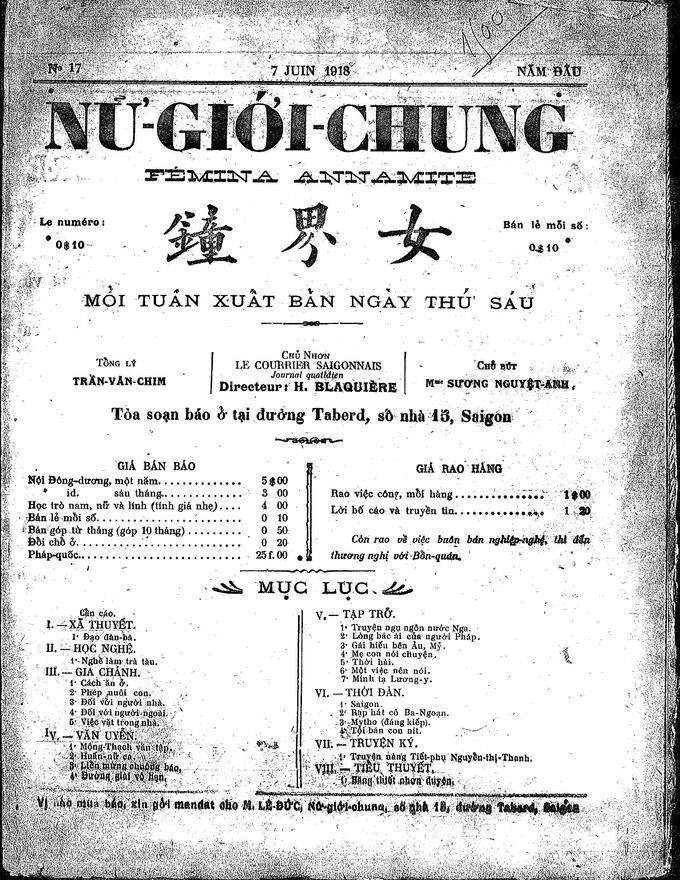 1$00
Nº 17
7 JUIN 1918
NĂM ĐẦU
NỮ-GIỚI-CHUNG
FÉMINA ANNAMITE
Le numéro:
0$10
鐘界女
Bán lẻ mỗi số:
0$10
MỖI TUẦN XUẤT BẢN NGÀY THỨ SÁU
TỔNG LÝ
TRẦN-VĂN-CHIM
CHỦ NHƠN
LE COURRIER SAIGONNAIS
Journal quotidien
Directeur: H. BLAQUIÈRE
CHỦ BÚT
Mme SƯƠNG NGUYỆT-ANH.
Tòa soạn báo ở tại đường Taberd, số nhà 15, Saigon
GIÁ BÁN BÁO
Nội Đông-dương, một năm.............. 5$00
id. sáu tháng.............. 3 00
Học trò nam, nữ và lính (tính giá nhẹ).... 4 00
Bán lẻ mỗi số.............. 0 10
Bán góp từ tháng (góp 10 tháng)......... 0 50
Đổi chỗ ở.............. 0 20
Pháp-quốc.............. 25f.00
GIÁ RAO HÀNG
Rao việc công, mỗi hàng .............. 1$00
Lời bố cáo và truyền tin.............. 1 20
Còn rao về việc buôn bán nghiệp-nghệ, thì đến
thương nghị với Bổn-quán.
MỤC LỤC.
Cẩn cáo.
I. — XÃ THUYẾT.
1· Đạo đàn-bà.
II. — HỌC NGHỆ.
1· Nghề làm trà tàu.
III. — GIA CHÁNH.
1· Cách ăn ở.
2· Phép nuôi con.
3· Đối với người nhà.
4· Đối với người ngoài.
5· Việc vặt trong nhà.
IV. — VĂN UYỂN.
1· Mộng-Thạch văn tập.
2· Huấn-nữ ca.
3· Liễn mừng chuông báo.
4· Đường giải vô hạn.
V. — TẠP TRỞ.
1· Truyện ngụ ngôn nước Nga.
2· Lòng bác ái của người Pháp.
3· Gái hiếu bên Âu, Mỹ.
4· Mẹ con nói chuyện.
5· Thời hài.
6· Một việc nên nói.
7· Minh tạ Lương-y.
VI. — THỜI ĐÀN.
1· Saigon.
2· Rạp hát cô Ba-Ngoạn.
3· Mytho (đáng kiếp).
4· Tội bán con nít.
VII. — TRUYỆN KÝ.
1· Truyện nàng Tiết-phụ Nguyễn-thị-Thanh.
VIII. — TIỂU THUYẾT.
1· Băng thiết nhơn duyên.
Vị nào mua báo, xin gởi mandat cho M. LÊ-ĐỨC, Nữ-giới-chung, số nhà 15, đường Taberd, Saigon